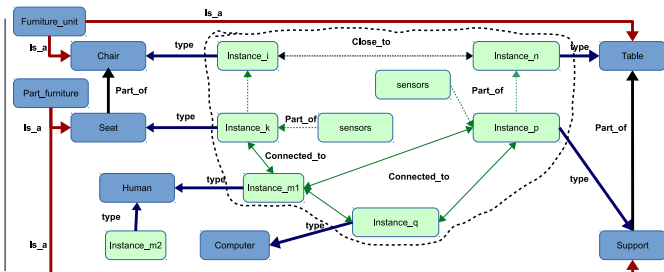 Furniture_unit
Is_a
Is_a
Close_to
Chair
type
Instance_i
Instance_n
type
Table
Part_furniture
Part_of
sensors
Part_of
Is_a
Seat
type
Instance_k
Part_of
sensors
Instance_p
Part_of
Connected_to
Human
type
Instance_m1
Connected_to
type
type
Instance_q
type
Instance_m2
Computer
Support
Is_a